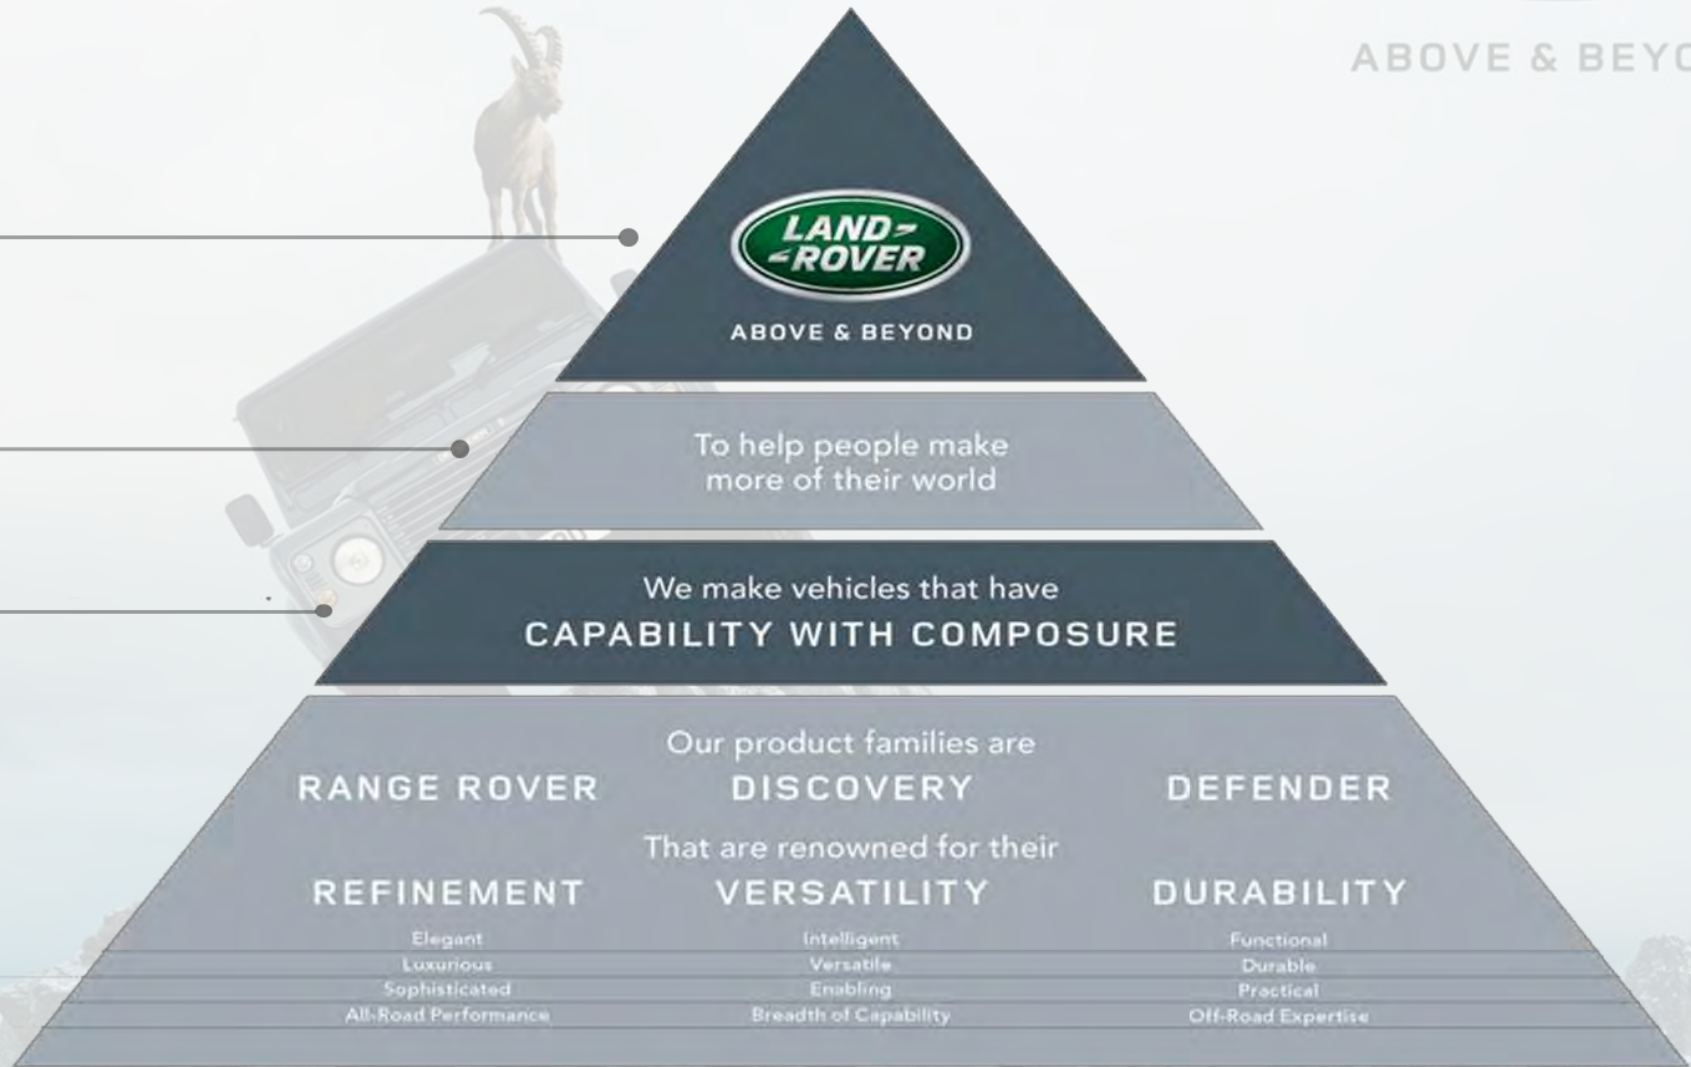 ABOVE & BEYO
LAND
ROVER
ABOVE & BEYOND
To help people make
more of their world
We make vehicles that have
CAPABILITY WITH COMPOSURE
Our product families are
RANGE ROVER DISCOVERY DEFENDER
That are renowned for their
REFINEMENT VERSATILITY DURABILITY
Elegant Intelligent Functional
Luxurious Versatile Durable
Sophisticated Enabling Practical
All-Road Performance Breadth of Capability Off-Road Expertise